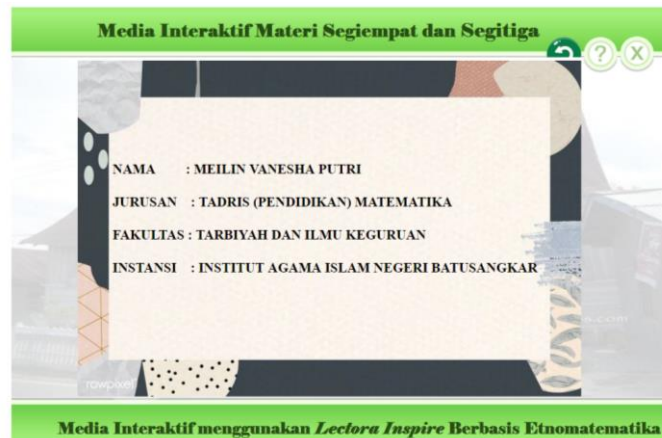 Media Interaktif Materi Segiempat dan Segitiga
? X
NAMA : MEILIN VANESHA PUTRI
JURUSAN : TADRIS (PENDIDIKAN) MATEMATIKA
FAKULTAS : TARBIYAH DAN ILMU KEGURUAN
INSTANSI : INSTITUT AGAMA ISLAM NEGERI BATUSANGKAR
rawpixel
Media Interaktif menggunakan Lectora Inspire Berbasis Etnomatematika